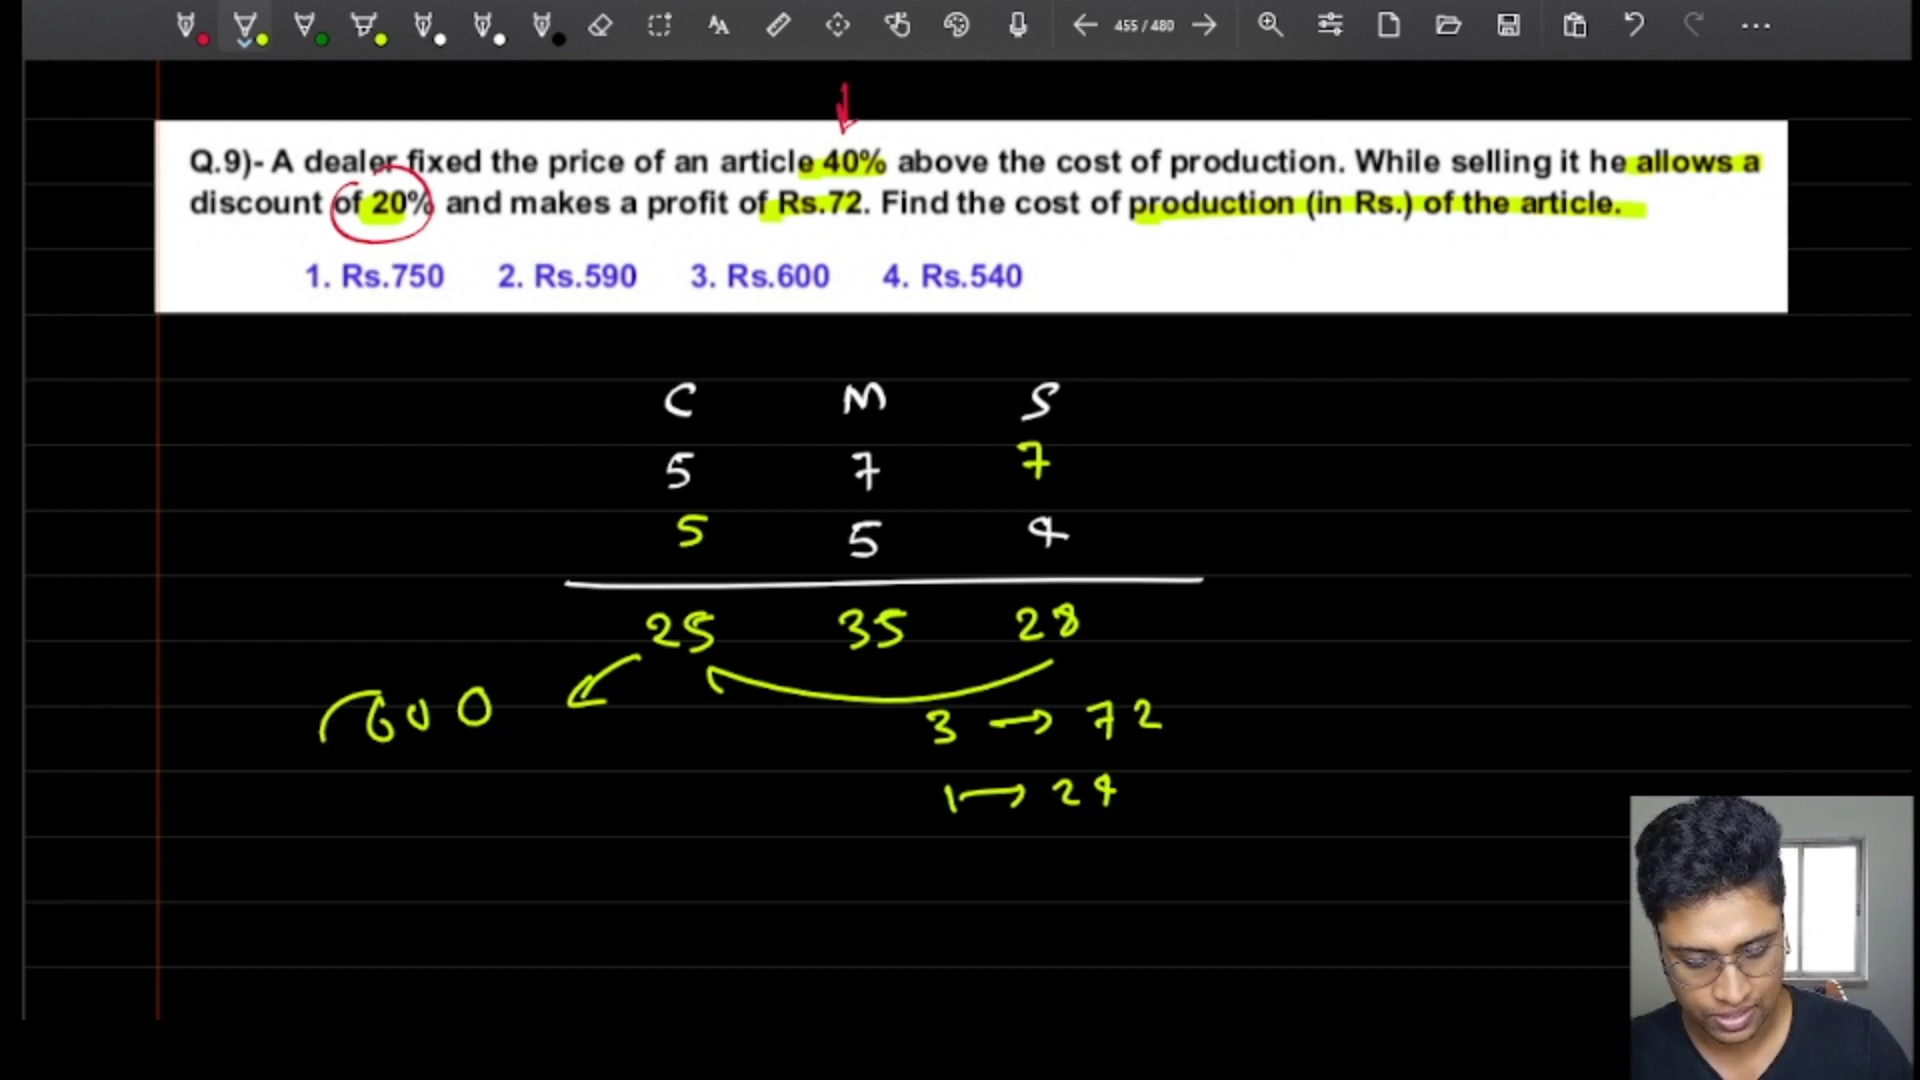 455 / 480
Q.9)- A dealer fixed the price of an article 40% above the cost of production. While selling it he allows a
discount of 20% and makes a profit of Rs.72. Find the cost of production (in Rs.) of the article.
1. Rs.750 2. Rs.590 3. Rs.600 4. Rs.540
C M S
5 7 7
5 5 4
25 35 28
600
3 → 72
1 → 24